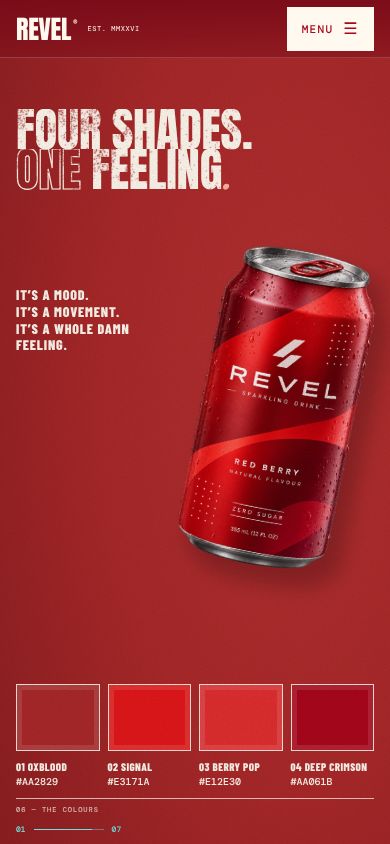 REVEL®
EST. MMXXVI
MENU
FOUR SHADES.
ONE FEELING.
IT'S A MOOD.
IT'S A MOVEMENT.
IT'S A WHOLE DAMN
FEELING.
REVEL
SPARKLING DRINK
RED BERRY
NATURAL FLAVOUR
ZERO SUGAR
355 mL (12 FL OZ)
01 OXBLOOD
#AA2829
02 SIGNAL
#E3171A
03 BERRY POP
#E12E30
04 DEEP CRIMSON
#AA061B
06 — THE COLOURS
01
07